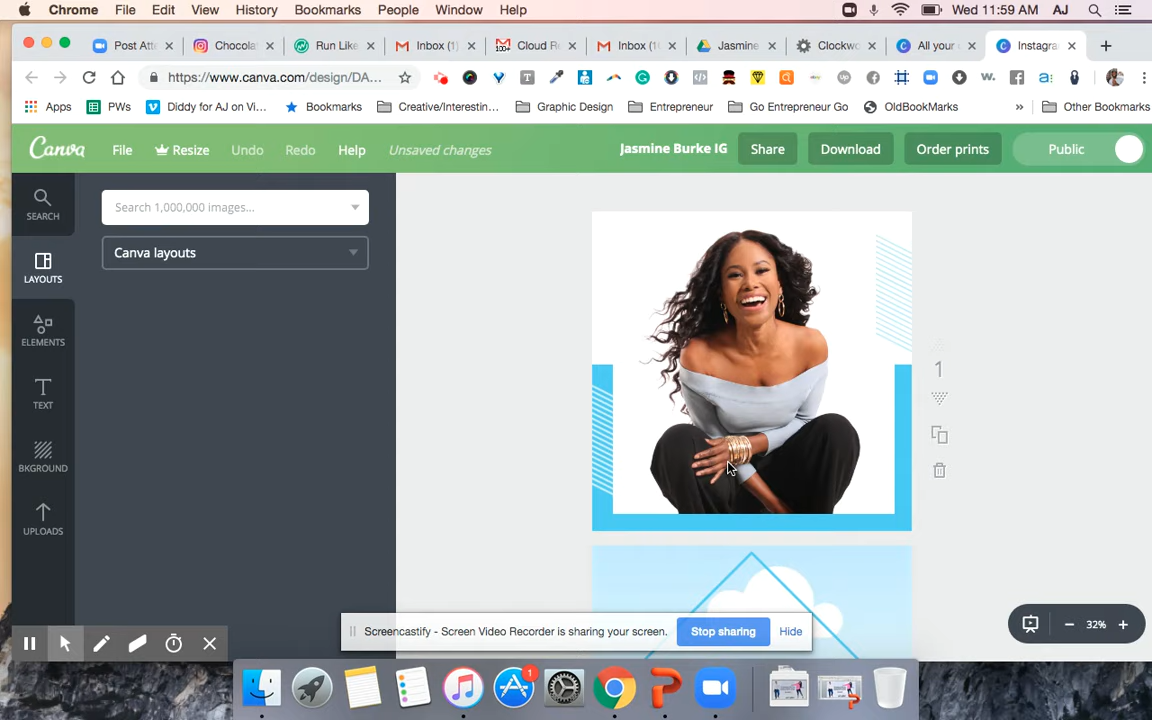 Chrome File Edit View History Bookmarks People Window Help Wed 11:59 AM AJ
Post Atte Chocola Run Like Inbox (1 Cloud R Inbox (1 Jasmine Clockwo All your Instagra
https://www.canva.com/design/DA...
Apps PWs Diddy for AJ on Vi... Bookmarks Creative/Interestin... Graphic Design Entrepreneur Go Entrepreneur Go OldBookMarks » Other Bookmarks
Canva File Resize Undo Redo Help Unsaved changes Jasmine Burke IG Share Download Order prints Public
SEARCH
LAYOUTS
ELEMENTS
TEXT
BKGROUND
UPLOADS
Search 1,000,000 images...
Canva layouts
1
Screencastify - Screen Video Recorder is sharing your screen. Stop sharing Hide
32%
1